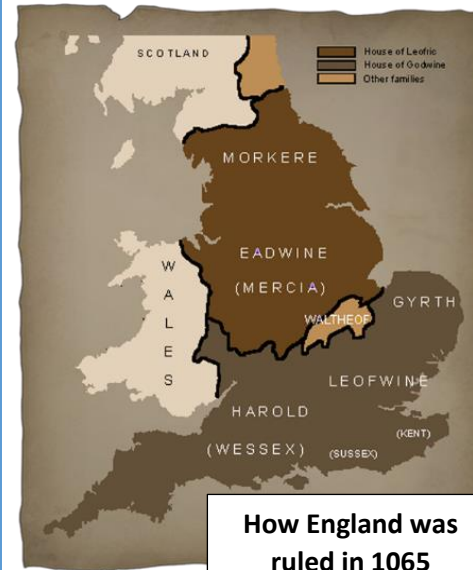 SCOTLAND
House of Leofric
House of Godwine
Other families
MORKERE
EADWINE
(MERCIA)
WALES
GYRTH
WALTHEOF
LEOFWINE
HAROLD
(KENT)
(WESSEX)
(SUSSEX)
How England was
ruled in 1065